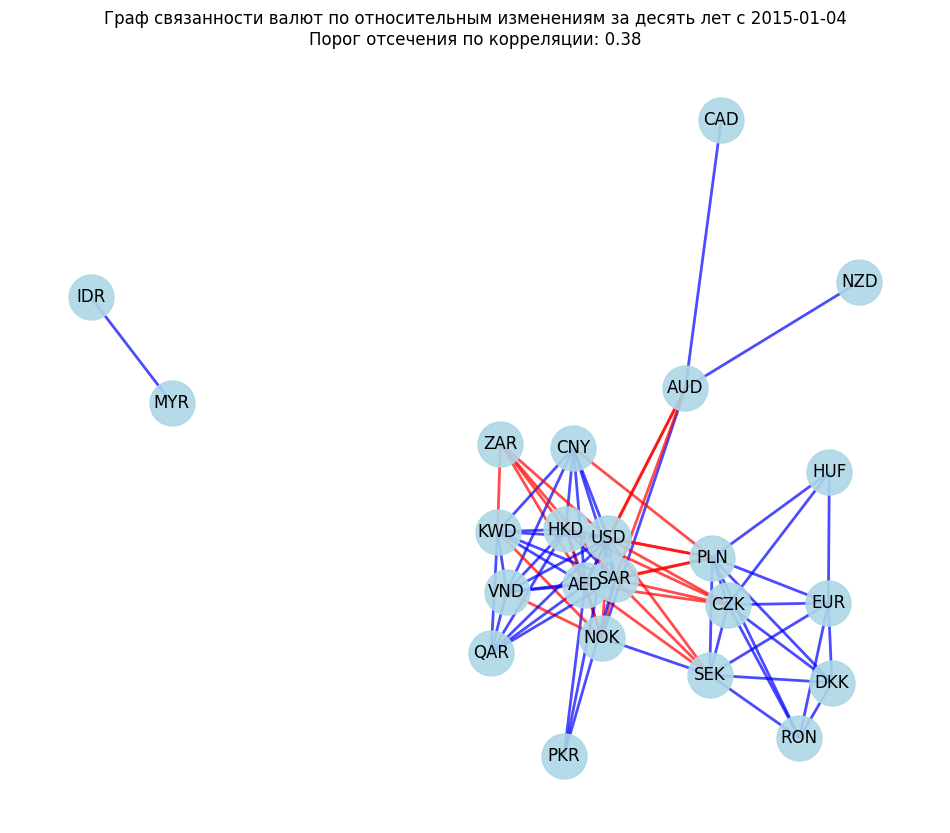 Граф связанности валют по относительным изменениям за десять лет с 2015-01-04
Порог отсечения по корреляции: 0.38
CAD
NZD
IDR
AUD
MYR
ZAR
CNY
HUF
HKD
KWD
USD
PLN
SAR
AED
VND
EUR
CZK
NOK
QAR
SEK
DKK
RON
PKR